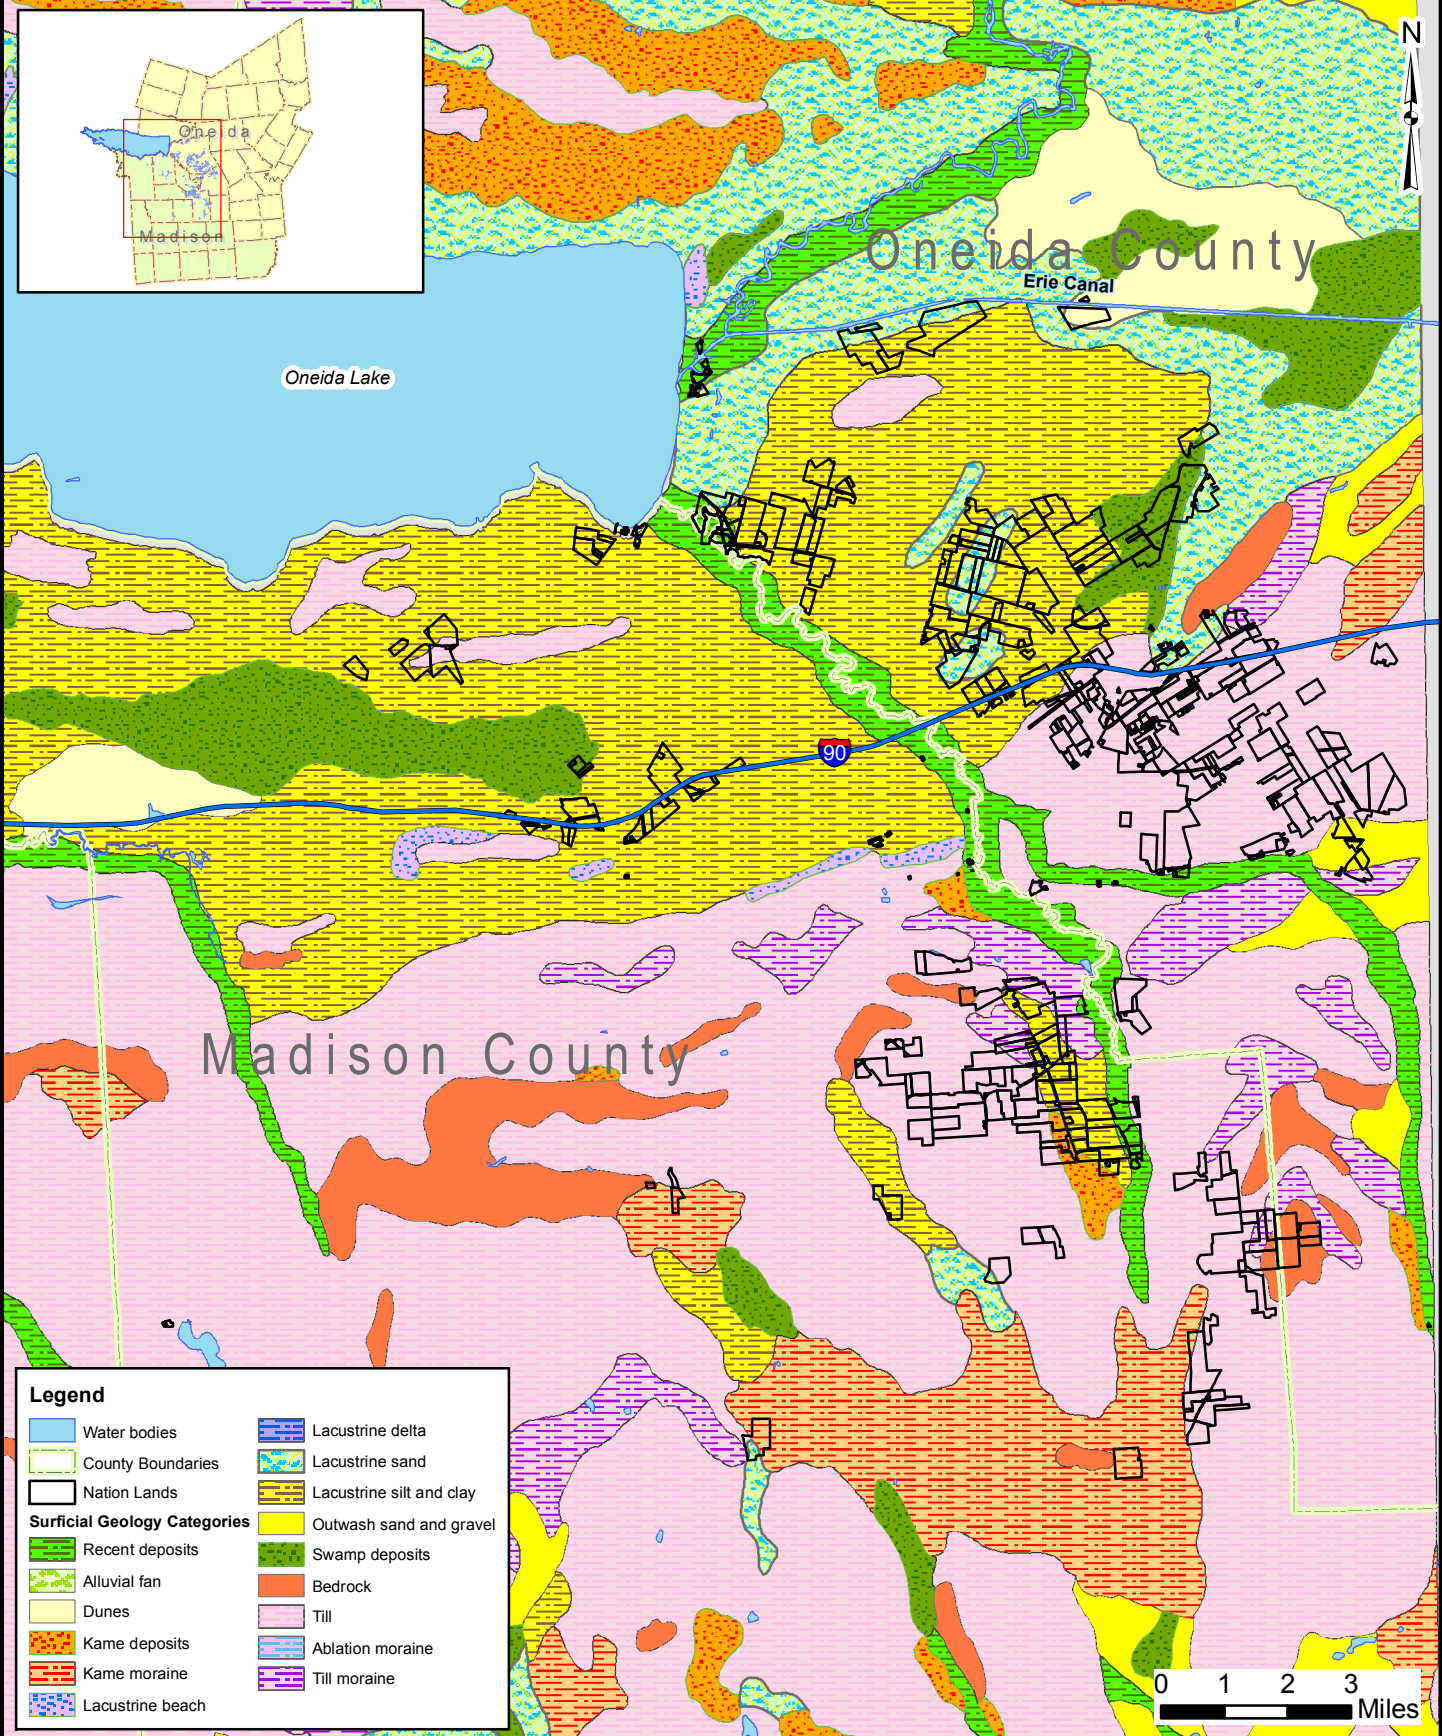 Oneida
Madison
N
Oneida County
Erie Canal
Oneida Lake
90
Madison County
Legend
Water bodies
County Boundaries
Nation Lands
Surficial Geology Categories
Recent deposits
Alluvial fan
Dunes
Kame deposits
Kame moraine
Lacustrine beach
Lacustrine delta
Lacustrine sand
Lacustrine silt and clay
Outwash sand and gravel
Swamp deposits
Bedrock
Till
Ablation moraine
Till moraine
0 1 2 3
Miles